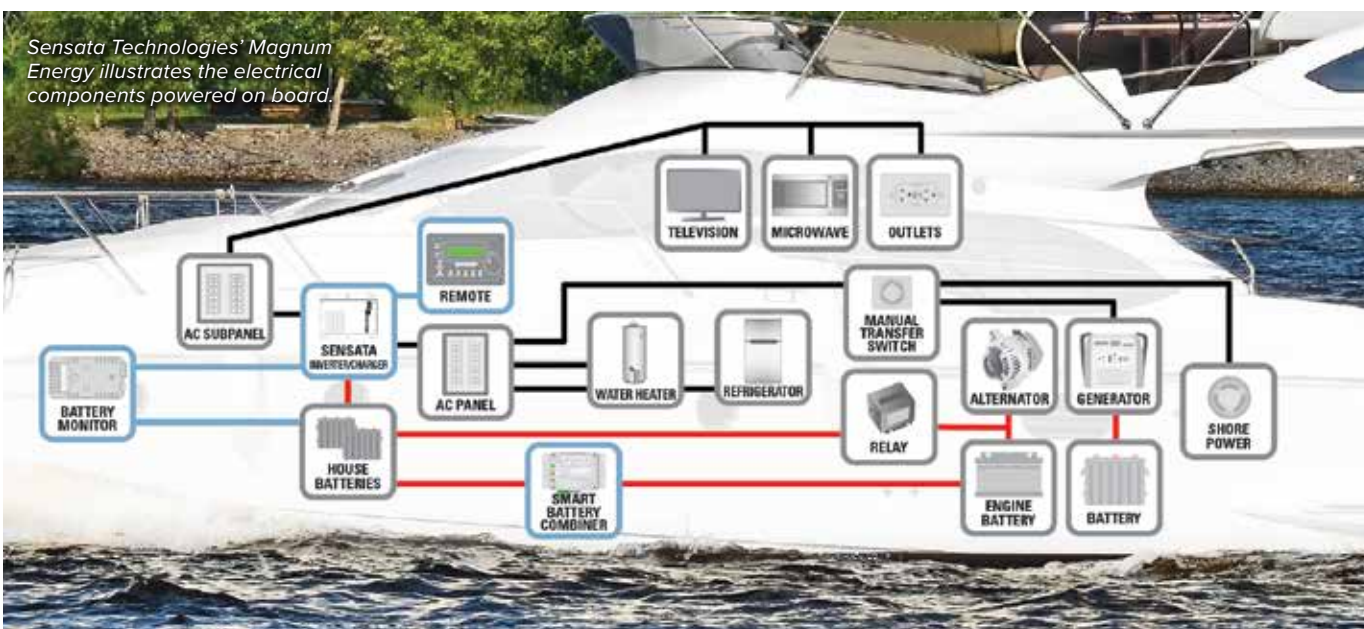 Sensata Technologies' Magnum
Energy illustrates the electrical
components powered on board.
TELEVISION
MICROWAVE
OUTLETS
REMOTE
AC SUBPANEL
SENSATA
INVERTER/CHARGER
MANUAL
TRANSFER
SWITCH
BATTERY
MONITOR
AC PANEL
WATER HEATER
REFRIGERATOR
ALTERNATOR
GENERATOR
SHORE
POWER
HOUSE
BATTERIES
RELAY
SMART
BATTERY
COMBINER
ENGINE
BATTERY
BATTERY